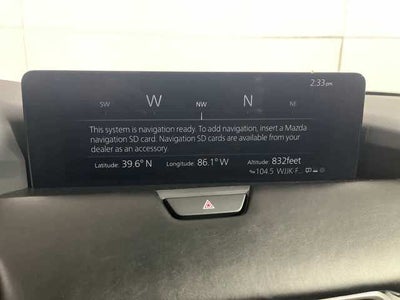 2:33 pm
SW W NW N NE
This system is navigation ready. To add navigation, insert a Mazda
navigation SD card. Navigation SD cards are available from your
dealer as an accessory.
Latitude: 39.6° N Longitude: 86.1° W Altitude: 832feet
104.5 WJJK-F...